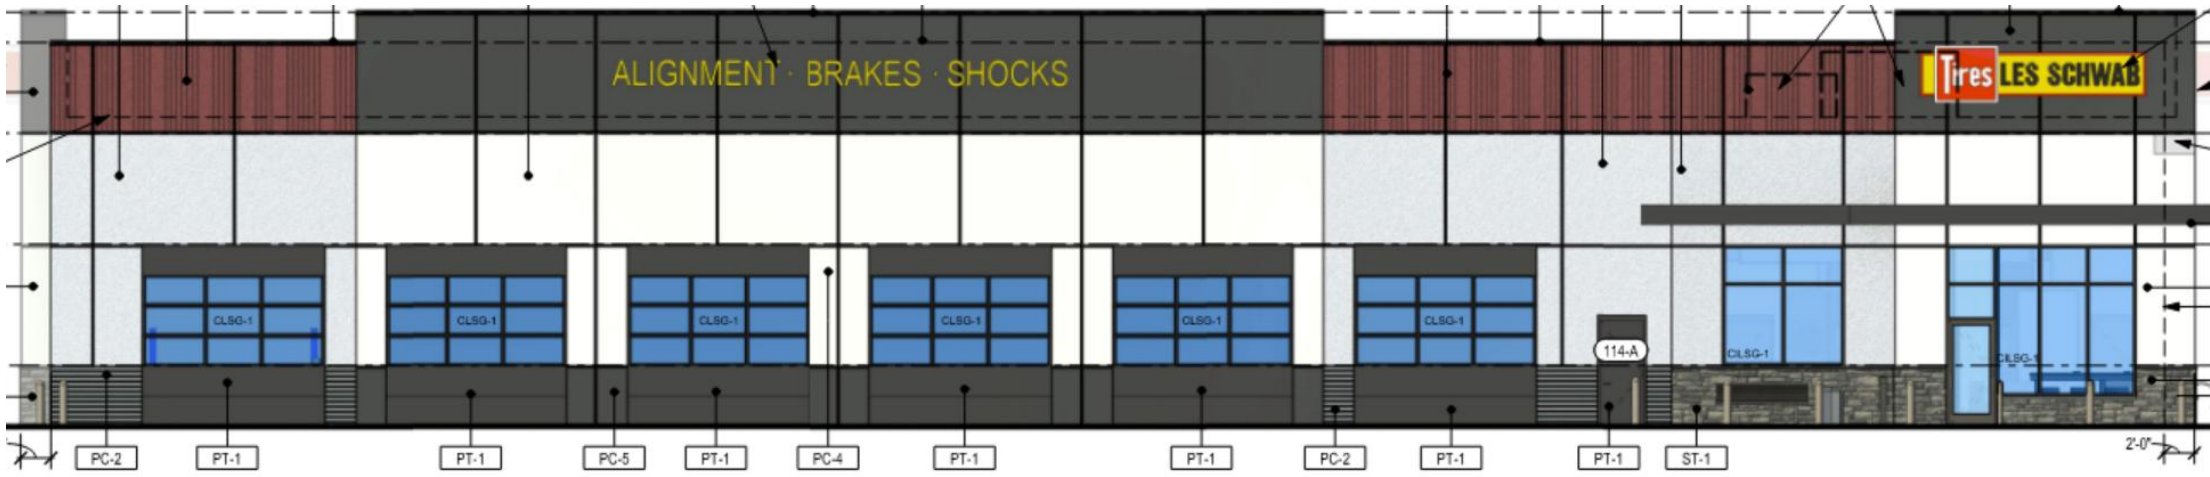 ALIGNMENT · BRAKES · SHOCKS
Tires LES SCHWAB
CLSG-1 CLSG-1 CLSG-1 CLSG-1 CLSG-1 CLSG-1
114-A
CILSG-1
CILSG-1
2'-0"
PC-2 PT-1 PT-1 PC-5 PT-1 PC-4 PT-1 PT-1 PC-2 PT-1 PT-1 ST-1